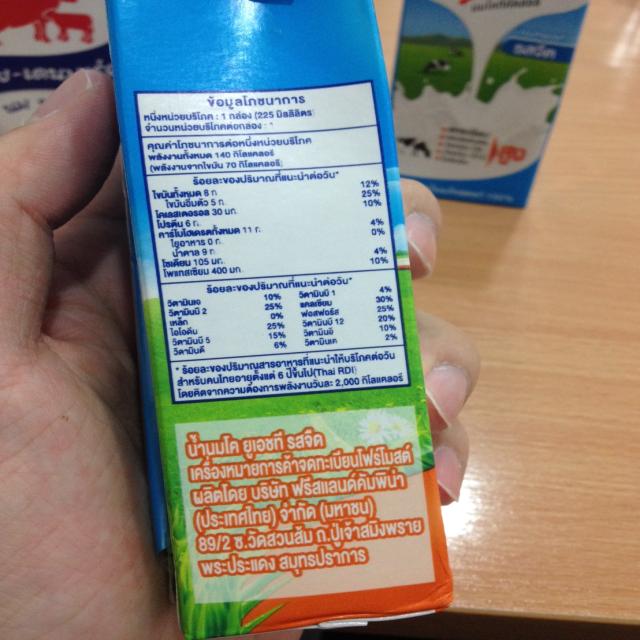 ข้อมูลโภชนาการ
หนึ่งหน่วยบริโภค : 1 กล่อง (225 มิลลิลิตร)
จำนวนหน่วยบริโภคต่อกล่อง : 1
คุณค่าโภชนาการต่อหนึ่งหน่วยบริโภค
พลังงานทั้งหมด 140 กิโลแคลอรี
(พลังงานจากไขมัน 70 กิโลแคลอรี)
ร้อยละของปริมาณที่แนะนำต่อวัน*
ไขมันทั้งหมด 8 ก. 12%
ไขมันอิ่มตัว 5 ก. 25%
โคเลสเตอรอล 30 มก. 10%
โปรตีน 6 ก.
คาร์โบไฮเดรตทั้งหมด 11 ก. 4%
ใยอาหาร 0 ก. 0%
น้ำตาล 9 ก.
โซเดียม 105 มก. 4%
โพแทสเซียม 400 มก. 10%
ร้อยละของปริมาณที่แนะนำต่อวัน*
วิตามินเอ 10% วิตามินบี 1 4%
วิตามินบี 2 25% แคลเซียม 30%
เหล็ก 0% ฟอสฟอรัส 25%
ไอโอดีน 25% วิตามินบี 12 20%
วิตามินบี 5 15% วิตามินอี 10%
วิตามินดี 6% วิตามินเค 2%
* ร้อยละของปริมาณสารอาหารที่แนะนำให้บริโภคต่อวัน
สำหรับคนไทยอายุตั้งแต่ 6 ปีขึ้นไป(Thai RDI)
โดยคิดจากความต้องการพลังงานวันละ 2,000 กิโลแคลอรี
น้ำนมโค ยูเอชที รสจืด
เครื่องหมายการค้าจดทะเบียนโฟร์โมสต์
ผลิตโดย บริษัท ฟรีสแลนด์คัมพิน่า
(ประเทศไทย) จำกัด (มหาชน)
89/2 ซ.วัดสวนส้ม ถ.ปู่เจ้าสมิงพราย
พระประแดง สมุทรปราการ
รสจืด